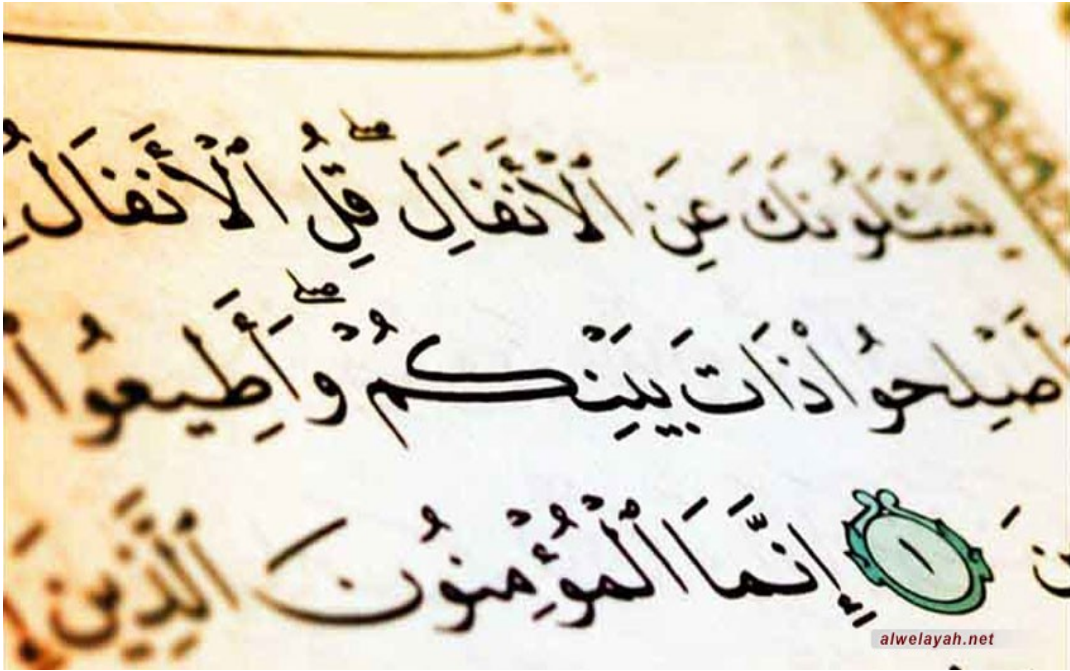 يَسْـَٔلُونَكَ عَنِ ٱلْأَنفَالِ ۖ قُلِ ٱلْأَنفَالُ
صْلِحُوا۟ ذَاتَ بَيْنِكُمْ ۖ وَأَطِيعُوا۟
١ إِنَّمَا ٱلْمُؤْمِنُونَ ٱلَّذِينَ
alwelayah.net